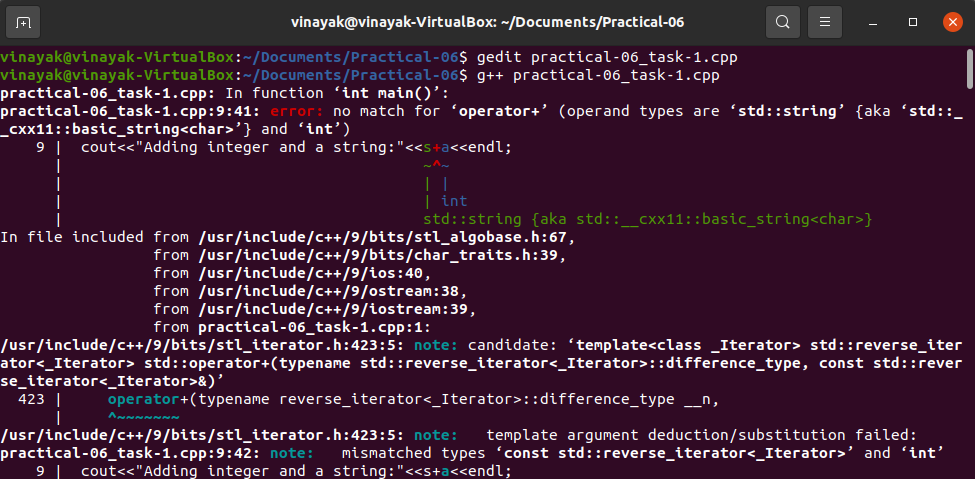 vinayak@vinayak-VirtualBox: ~/Documents/Practical-06
vinayak@vinayak-VirtualBox:~/Documents/Practical-06$ gedit practical-06_task-1.cpp
vinayak@vinayak-VirtualBox:~/Documents/Practical-06$ g++ practical-06_task-1.cpp
practical-06_task-1.cpp: In function ‘int main()’:
practical-06_task-1.cpp:9:41: error: no match for ‘operator+’ (operand types are ‘std::string’ {aka ‘std::_
_cxx11::basic_string<char>’} and ‘int’)
    9 |  cout<<"Adding integer and a string:"<<s+a<<endl;
      |                                        ~^~
      |                                        | |
      |                                        | int
      |                                        std::string {aka std::__cxx11::basic_string<char>}
In file included from /usr/include/c++/9/bits/stl_algobase.h:67,
                 from /usr/include/c++/9/bits/char_traits.h:39,
                 from /usr/include/c++/9/ios:40,
                 from /usr/include/c++/9/ostream:38,
                 from /usr/include/c++/9/iostream:39,
                 from practical-06_task-1.cpp:1:
/usr/include/c++/9/bits/stl_iterator.h:423:5: note: candidate: ‘template<class _Iterator> std::reverse_iter
ator<_Iterator> std::operator+(typename std::reverse_iterator<_Iterator>::difference_type, const std::rever
se_iterator<_Iterator>&)’
  423 |     operator+(typename reverse_iterator<_Iterator>::difference_type __n,
      |     ^~~~~~~~
/usr/include/c++/9/bits/stl_iterator.h:423:5: note:   template argument deduction/substitution failed:
practical-06_task-1.cpp:9:42: note:   mismatched types ‘const std::reverse_iterator<_Iterator>’ and ‘int’
    9 |  cout<<"Adding integer and a string:"<<s+a<<endl;